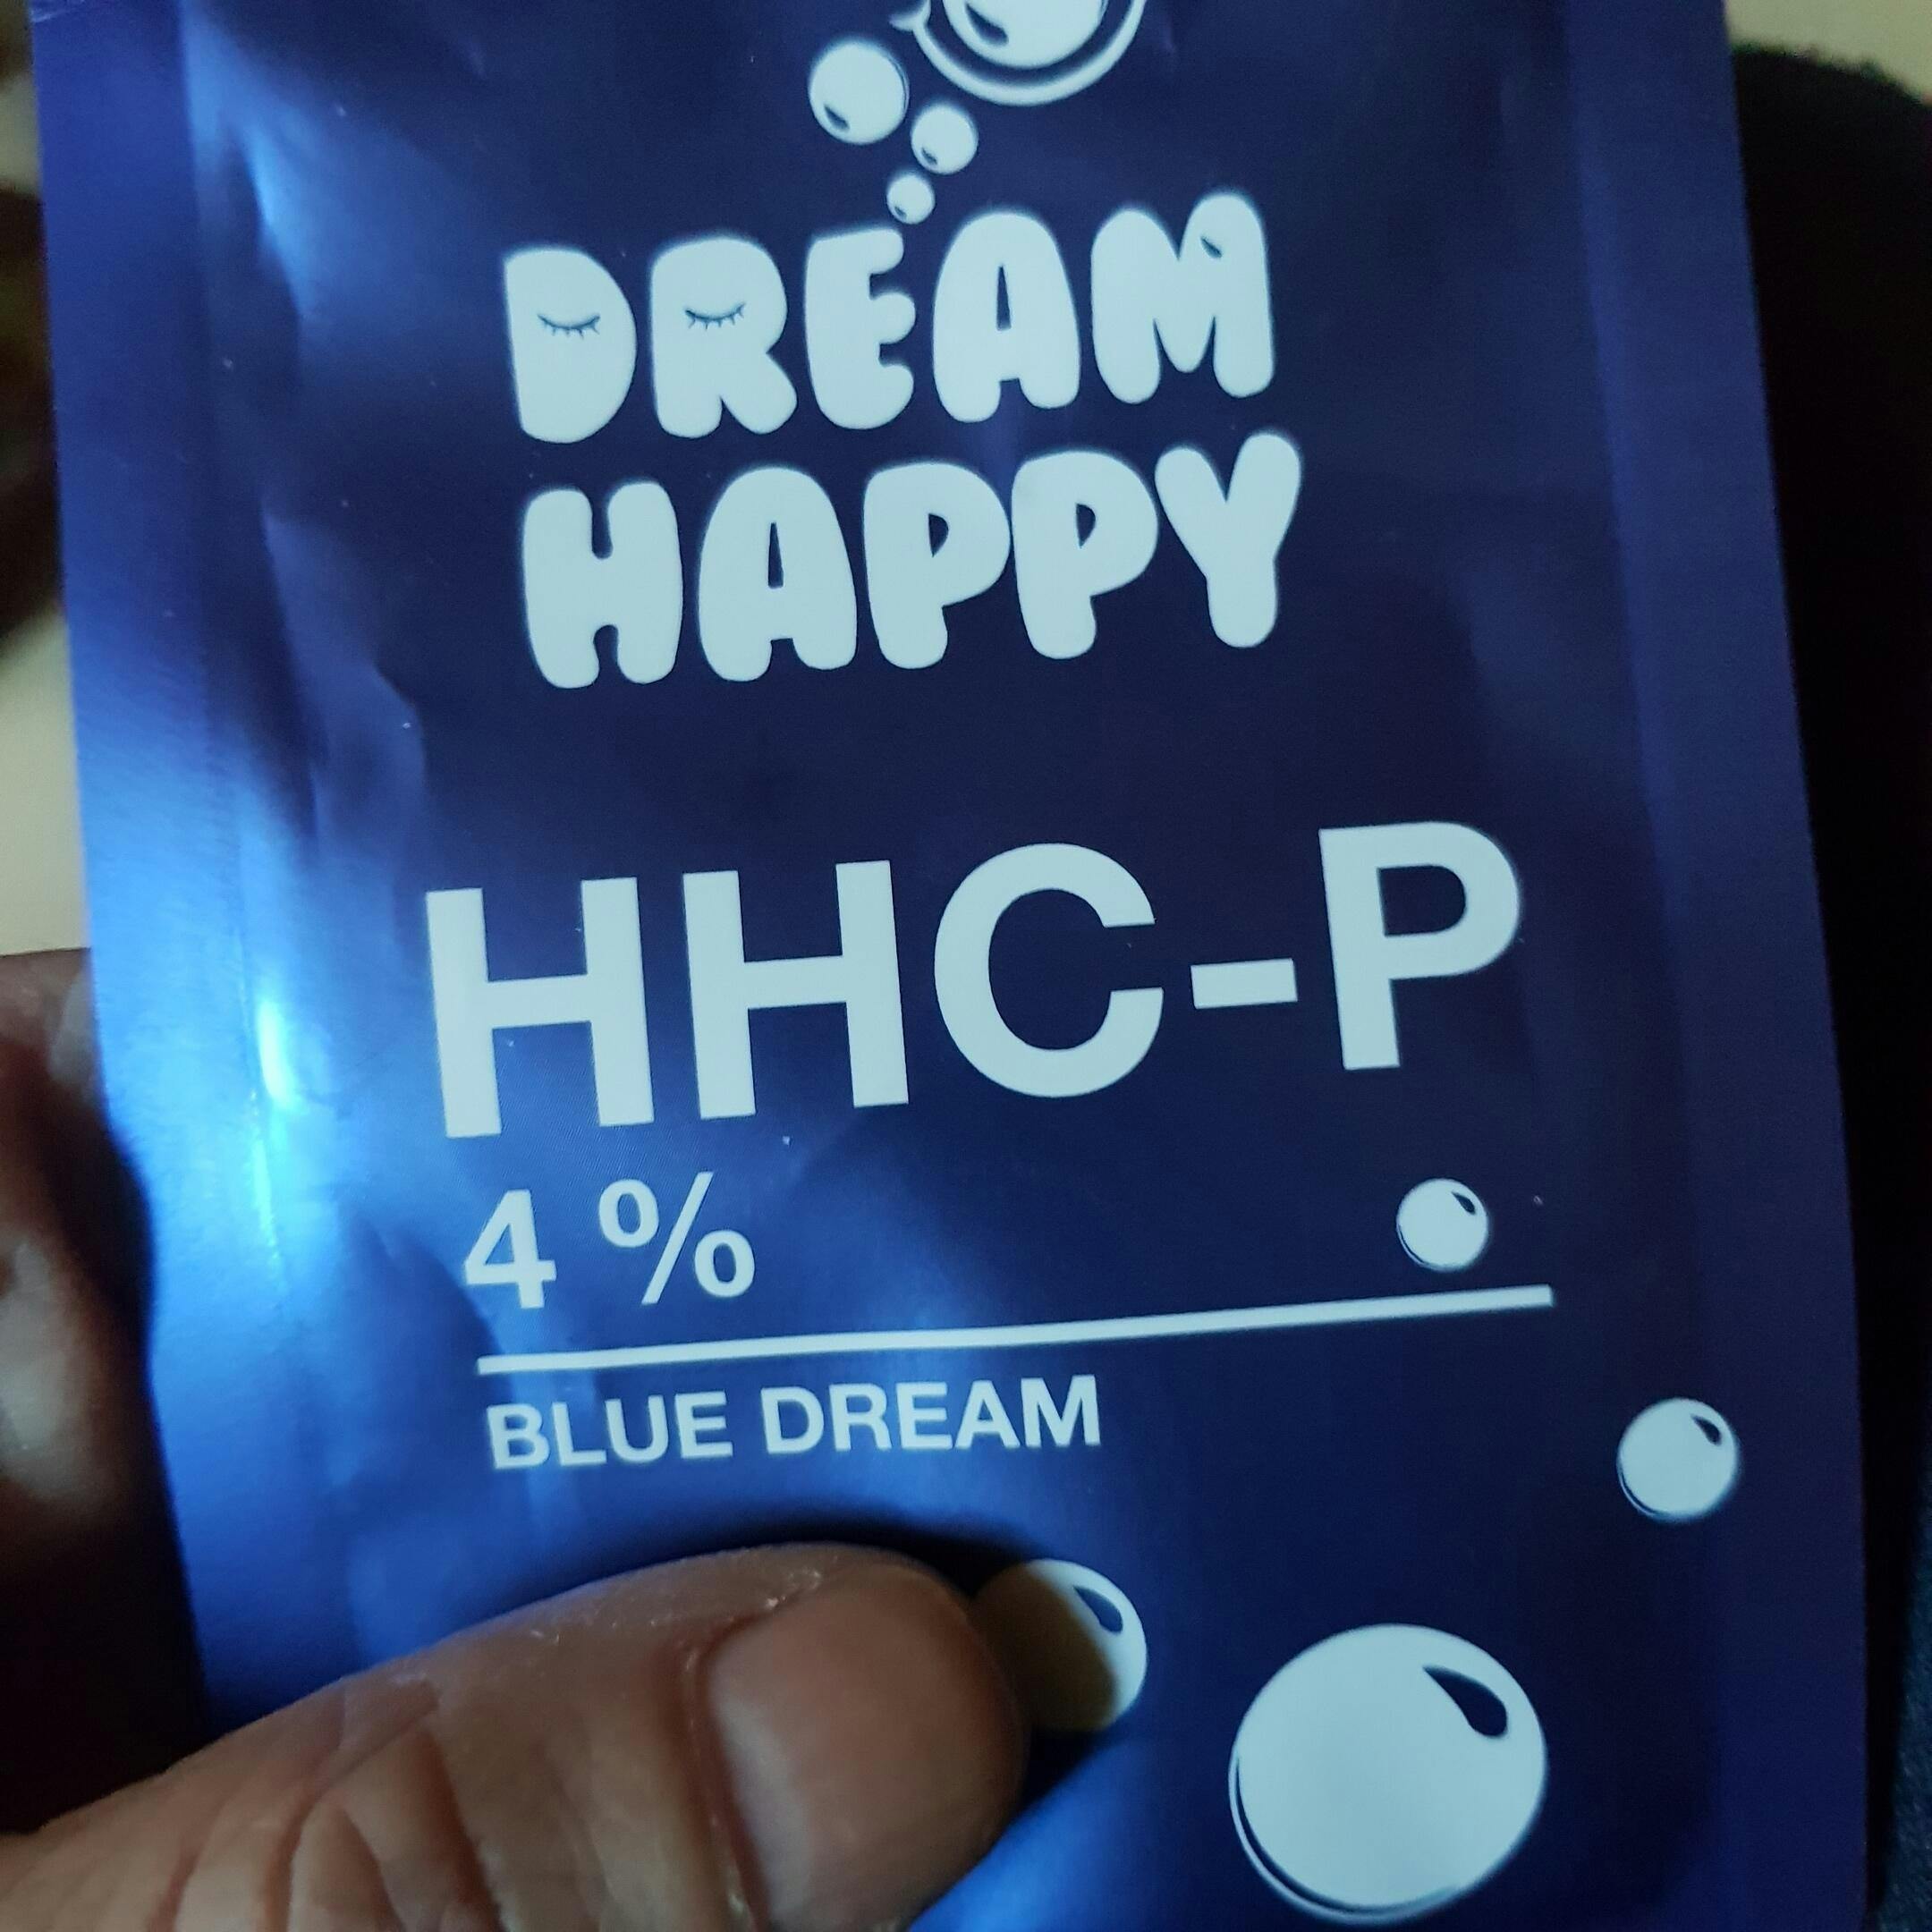 DREAM
HAPPY
HHC-P
4 %
BLUE DREAM